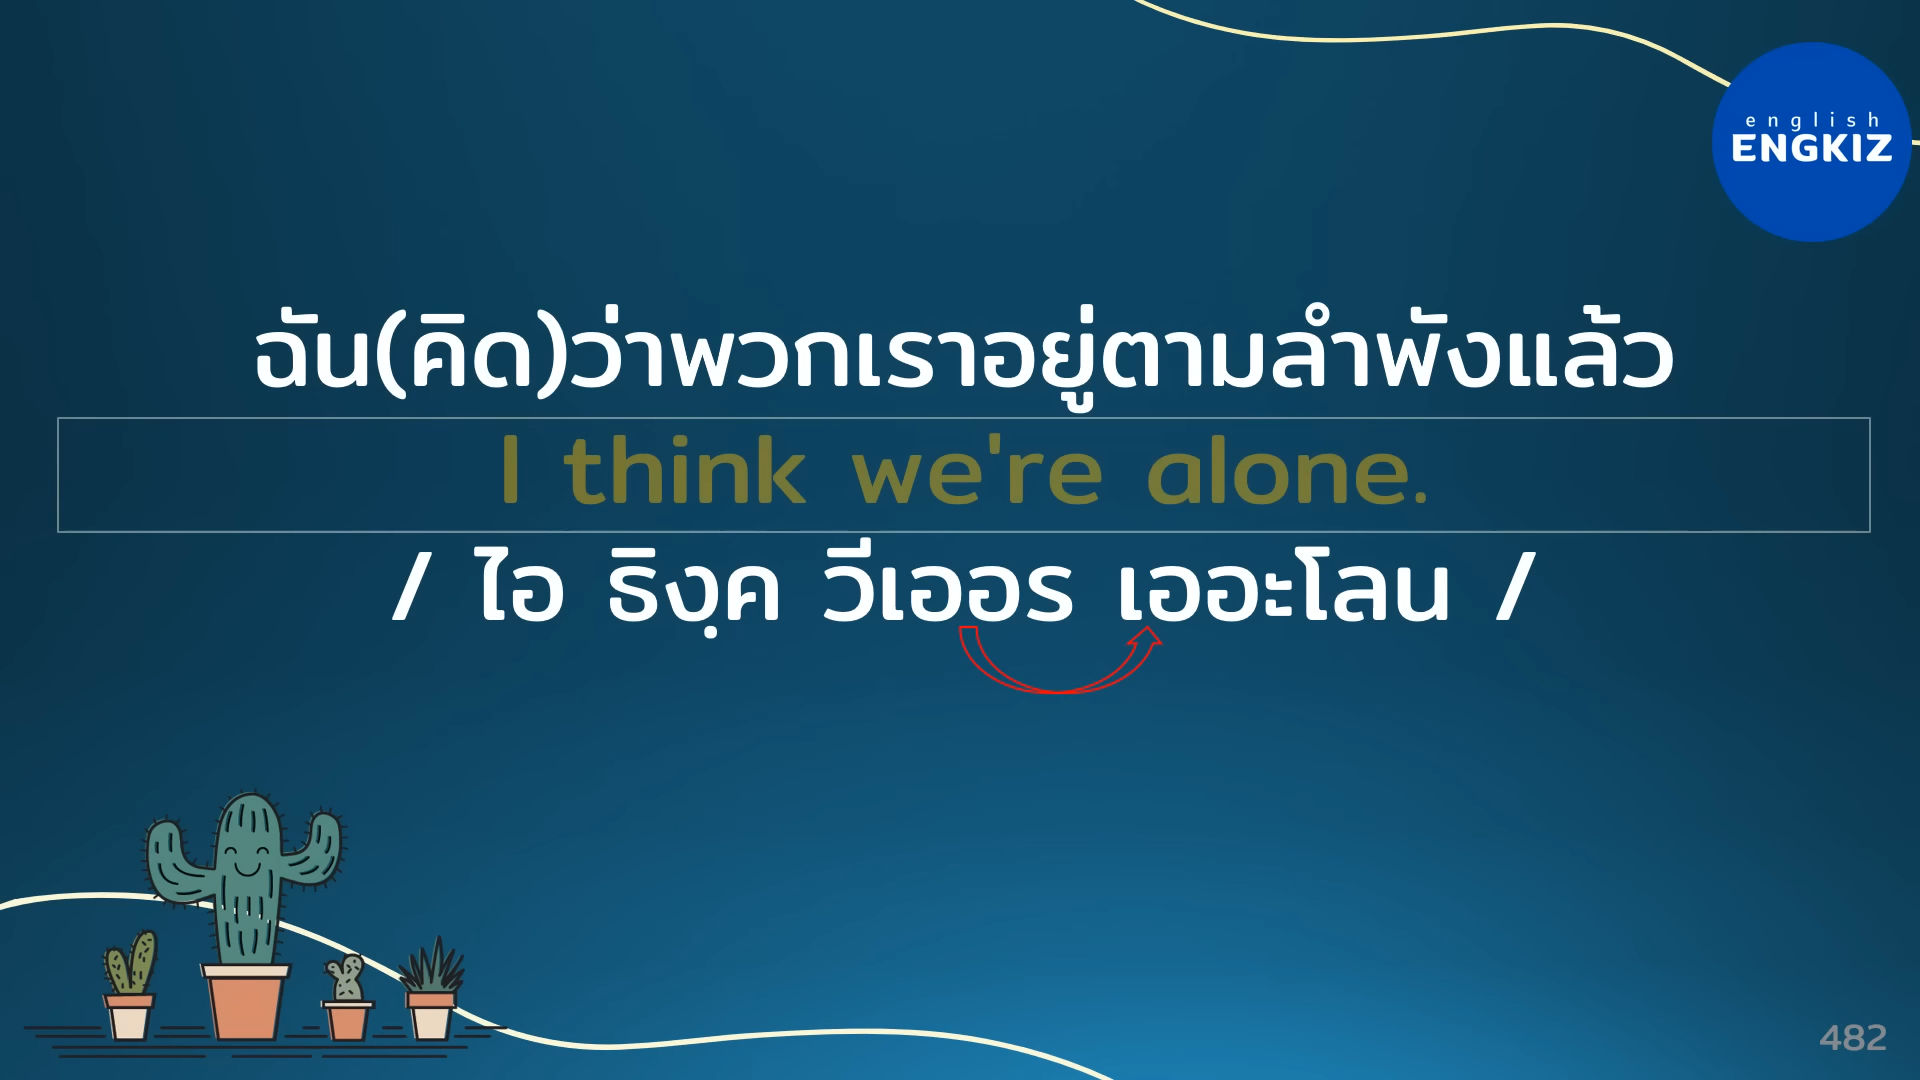 english
ENGKIZ
ฉัน(คิด)ว่าพวกเราอยู่ตามลำพังแล้ว
I think we're alone.
/ ไอ ธิงฺค วีเออร เออะโลน /
482